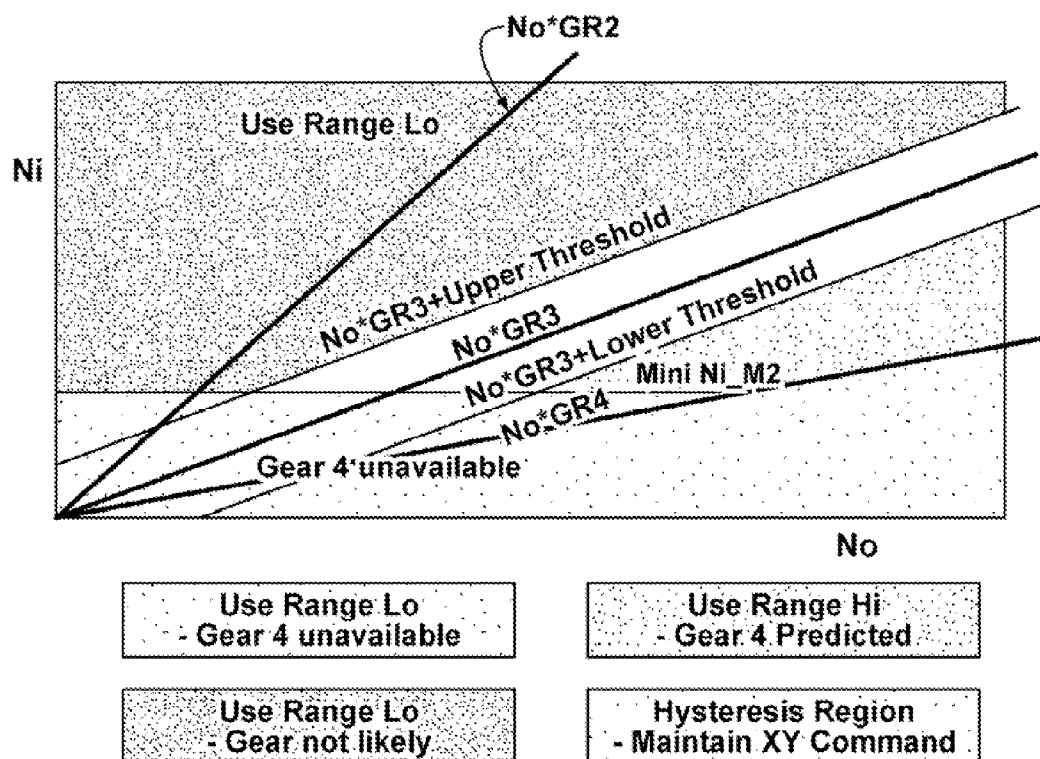 No*GR2
Use Range Lo
Ni
No*GR3+Upper Threshold
No*GR3
No*GR3+Lower Threshold
Mini Ni_M2
No*GR4
Gear 4 unavailable
No
Use Range Lo
- Gear 4 unavailable
Use Range Hi
- Gear 4 Predicted
Use Range Lo
- Gear not likely
Hysteresis Region
- Maintain XY Command